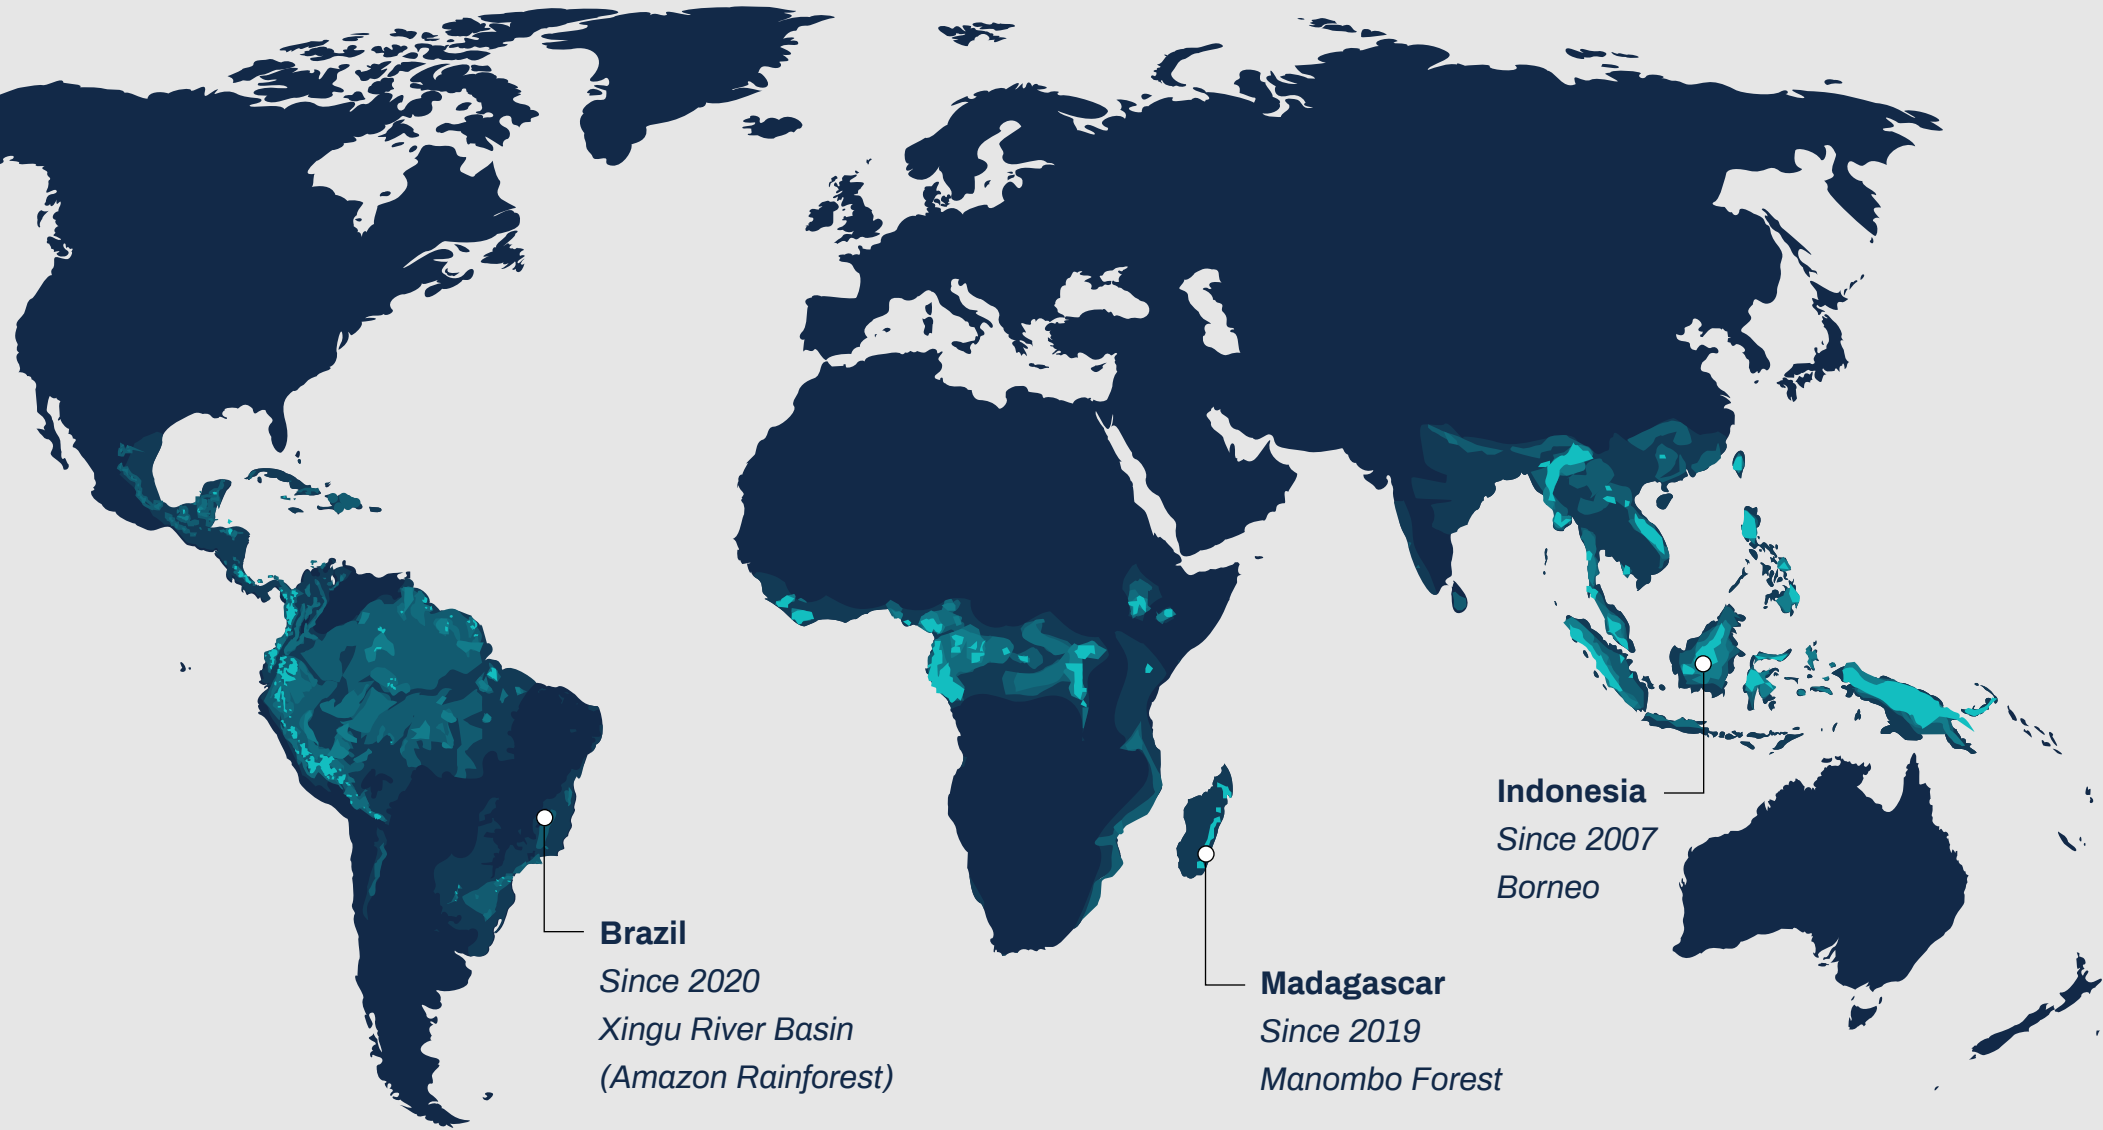 Brazil
Since 2020
Xingu River Basin
(Amazon Rainforest)
Madagascar
Since 2019
Manombo Forest
Indonesia
Since 2007
Borneo